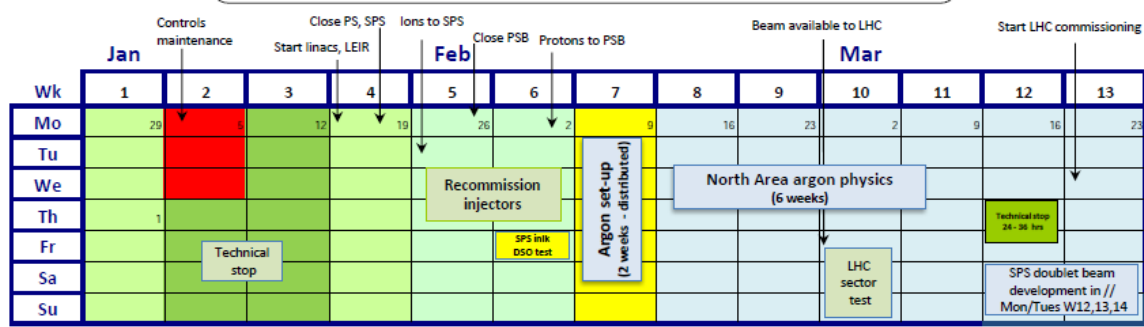 Controls maintenance
Close PS, SPS
Ions to SPS
Start linacs, LEIR
Close PSB
Protons to PSB
Beam available to LHC
Start LHC commissioning
Jan
Feb
Mar
Wk 1 2 3 4 5 6 7 8 9 10 11 12 13
Mo 29 5 12 19 26 2 9 16 23 2 9 16 23
Tu
We
Th 1
Fr
Sa
Su
Technical
stop
Recommission
injectors
SPS inlk
DSO test
Argon set-up
(2 weeks - distributed)
North Area argon physics
(6 weeks)
LHC
sector
test
Technical stop
24 - 36 hrs
SPS doublet beam
development in //
Mon/Tues W12,13,14